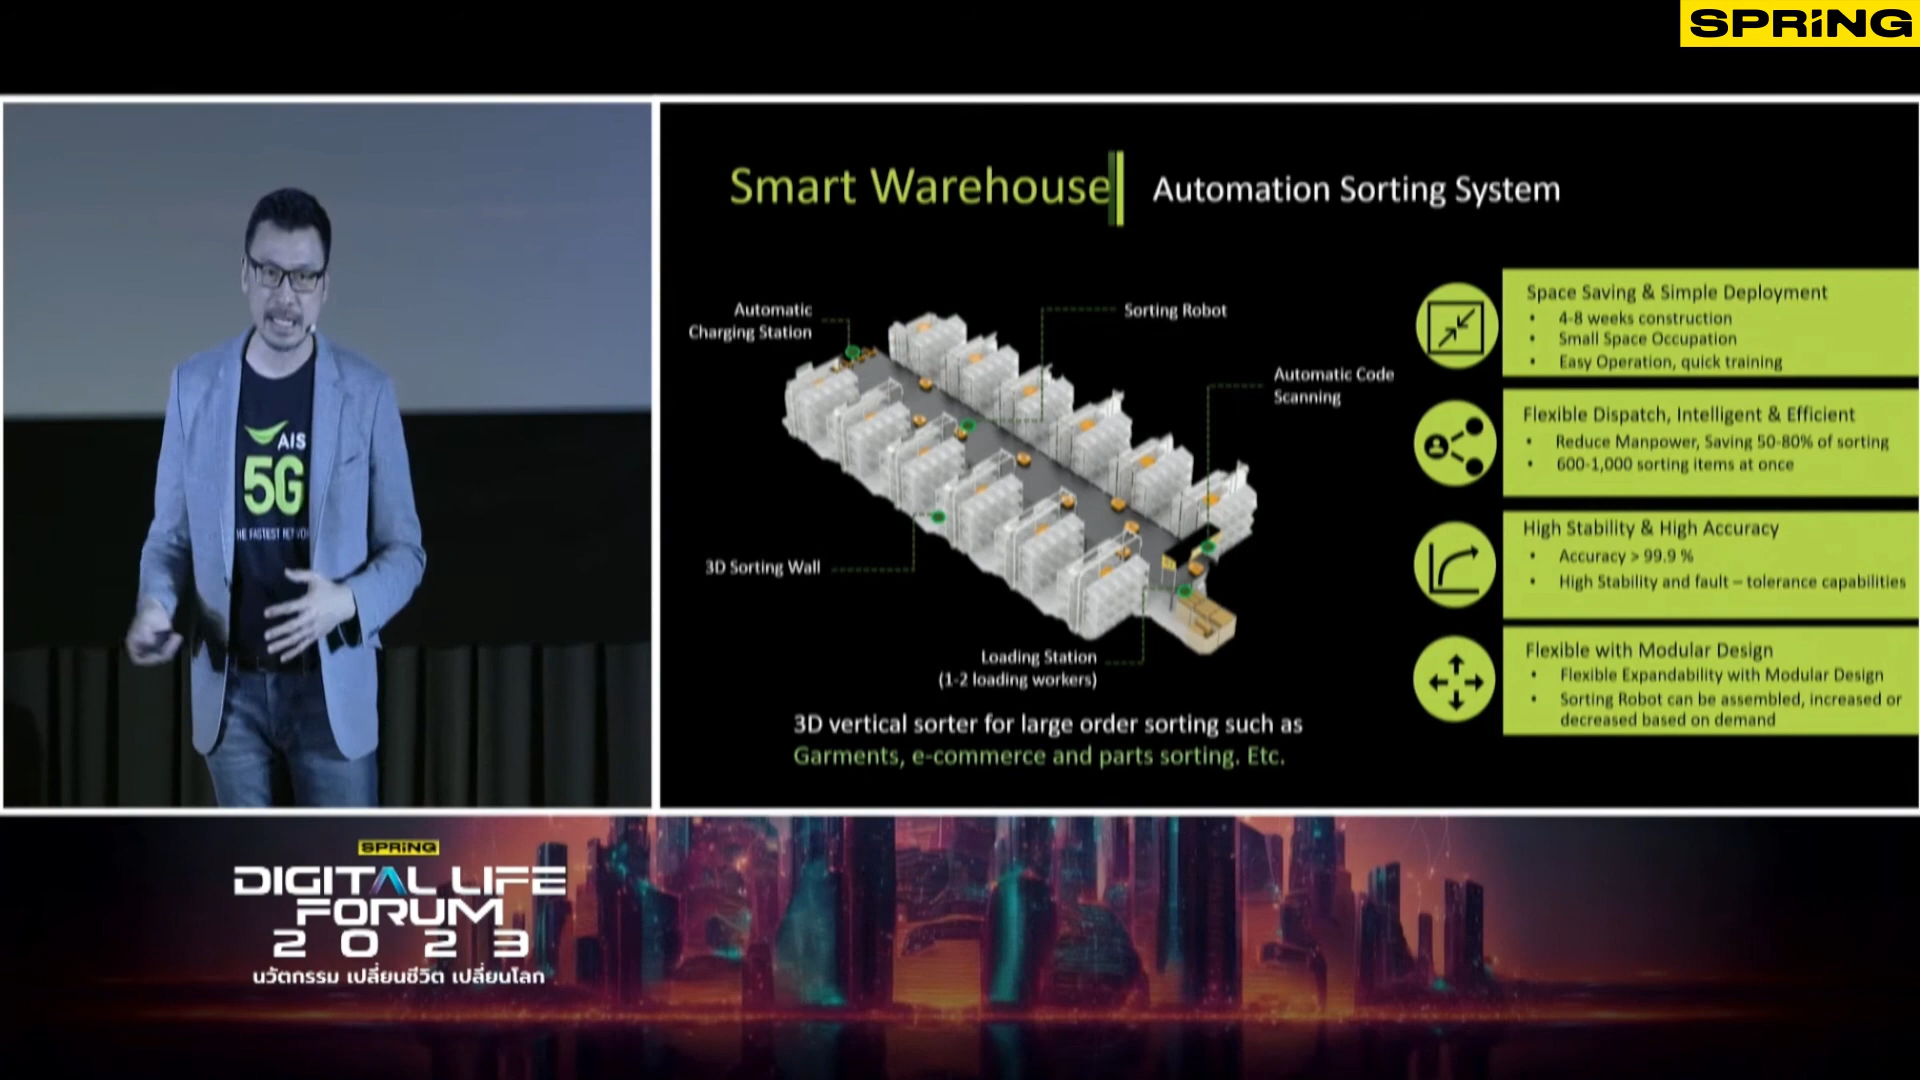 SPRiNG
AIS
5G
Smart Warehouse
Automation Sorting System
Automatic
Charging Station
Sorting Robot
Automatic Code
Scanning
3D Sorting Wall
Loading Station
(1-2 loading workers)
3D vertical sorter for large order sorting such as
Garments, e-commerce and parts sorting. Etc.
Space Saving & Simple Deployment
• 4-8 weeks construction
• Small Space Occupation
• Easy Operation, quick training
Flexible Dispatch, Intelligent & Efficient
• Reduce Manpower, Saving 50-80% of sorting
• 600-1,000 sorting items at once
High Stability & High Accuracy
• Accuracy > 99.9 %
• High Stability and fault – tolerance capabilities
Flexible with Modular Design
• Flexible Expandability with Modular Design
• Sorting Robot can be assembled, increased or
decreased based on demand
SPRiNG
DIGITAL LIFE
FORUM
2023
นวัตกรรม เปลี่ยนชีวิต เปลี่ยนโลก